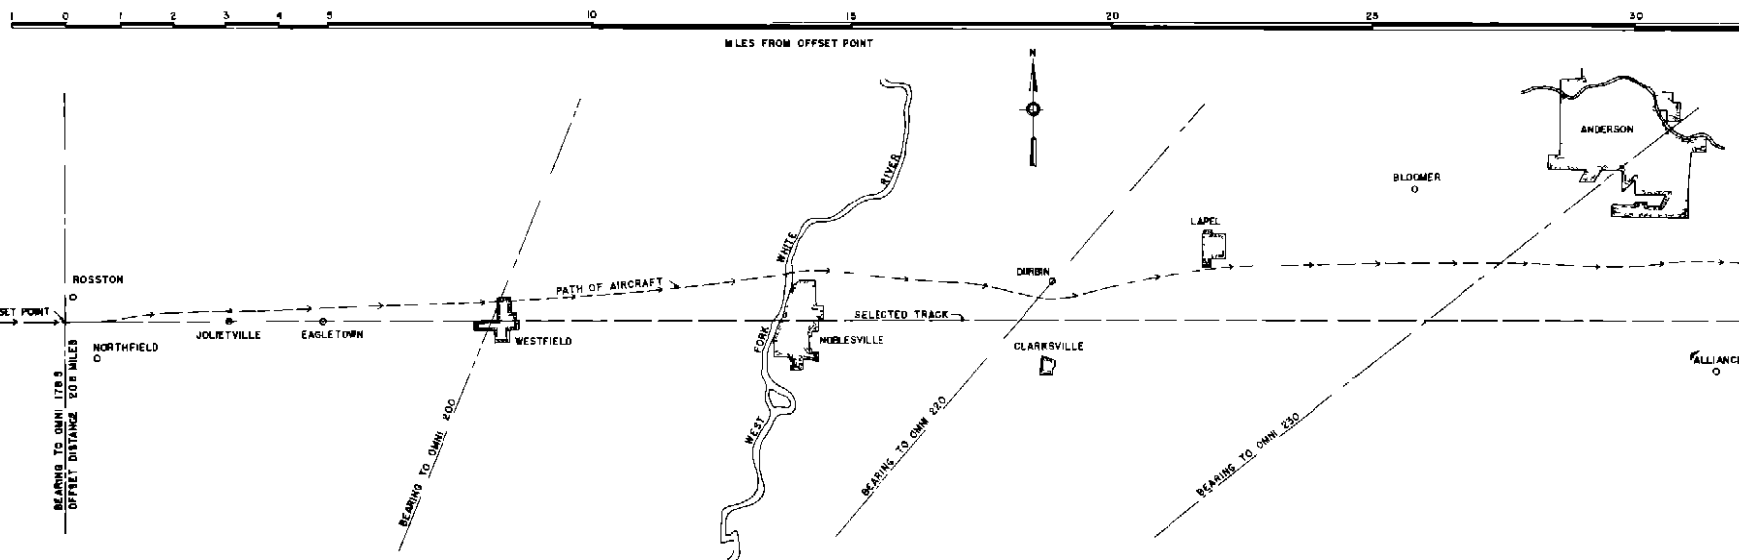 1 0 1 2 3 4 5 10 15 20 25 30
MILES FROM OFFSET POINT
N
ANDERSON
RIVER
BLOOMER
LAPEL
WHITE
DURBIN
ROSSTON
PATH OF AIRCRAFT
SET POINT
SELECTED TRACK
JOLIETVILLE
EAGLETOWN
WESTFIELD
FORK
NOBLESVILLE
NORTHFIELD
CLARKSVILLE
ALLIANCE
BEARING TO OMNI 178.5
OFFSET DISTANCE 20.8 MILES
BEARING TO OMNI 200
WEST
BEARING TO OMNI 220
BEARING TO OMNI 230